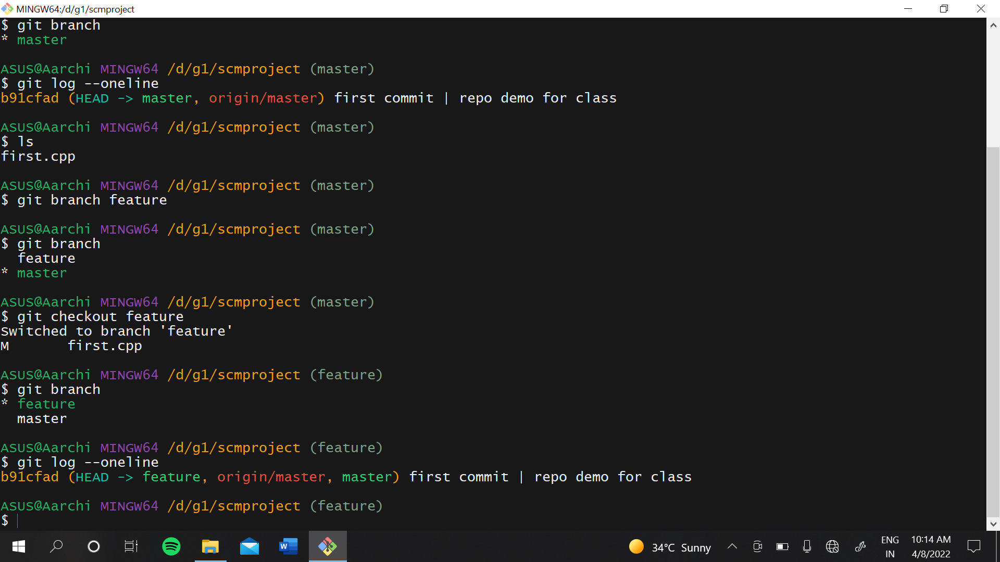 MINGW64:/d/g1/scmproject
$ git branch
* master
ASUS@Aarchi MINGW64 /d/g1/scmproject (master)
$ git log --oneline
b91cfad (HEAD -> master, origin/master) first commit | repo demo for class
ASUS@Aarchi MINGW64 /d/g1/scmproject (master)
$ ls
first.cpp
ASUS@Aarchi MINGW64 /d/g1/scmproject (master)
$ git branch feature
ASUS@Aarchi MINGW64 /d/g1/scmproject (master)
$ git branch
  feature
* master
ASUS@Aarchi MINGW64 /d/g1/scmproject (master)
$ git checkout feature
Switched to branch 'feature'
M       first.cpp
ASUS@Aarchi MINGW64 /d/g1/scmproject (feature)
$ git branch
* feature
  master
ASUS@Aarchi MINGW64 /d/g1/scmproject (feature)
$ git log --oneline
b91cfad (HEAD -> feature, origin/master, master) first commit | repo demo for class
ASUS@Aarchi MINGW64 /d/g1/scmproject (feature)
$
W
34°C Sunny
ENG
IN
10:14 AM
4/8/2022